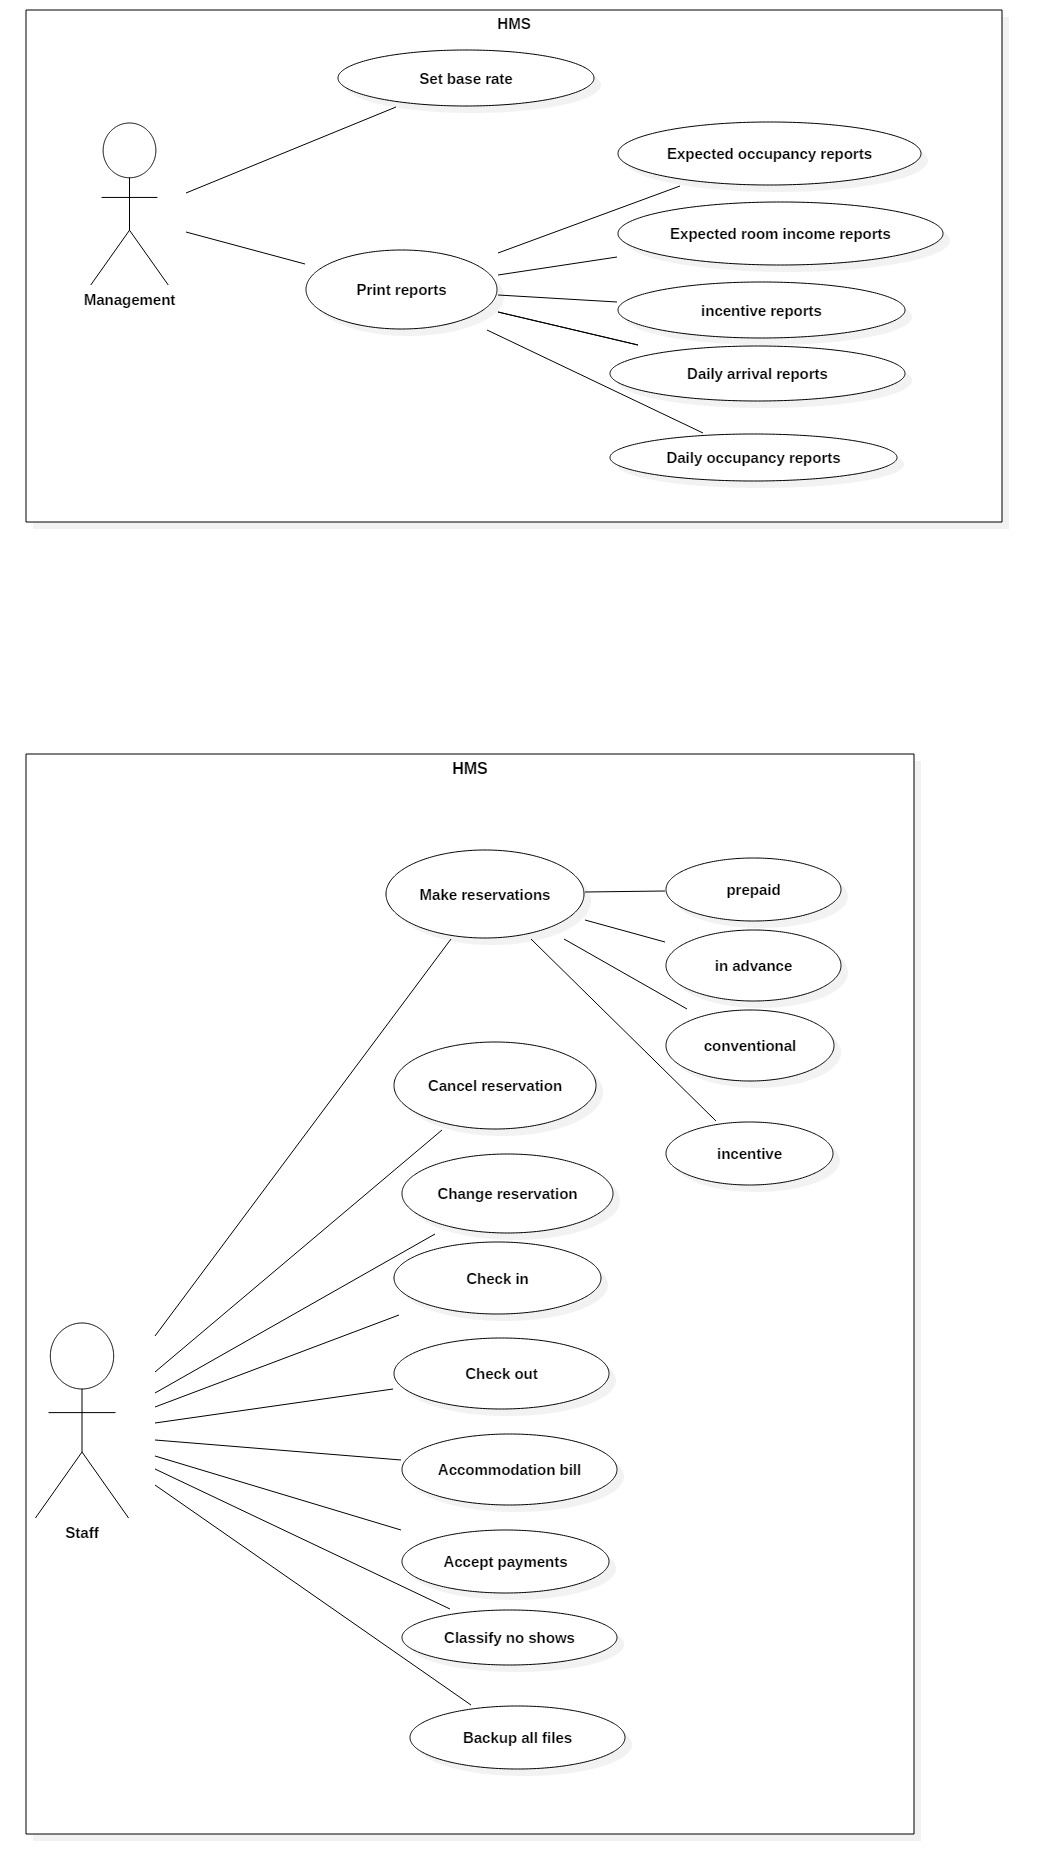 HMS
Set base rate
Expected occupancy reports
Expected room income reports
Print reports
Management
incentive reports
Daily arrival reports
Daily occupancy reports
HMS
Make reservations
prepaid
in advance
conventional
Cancel reservation
incentive
Change reservation
Check in
Check out
Accommodation bill
Staff
Accept payments
Classify no shows
Backup all files